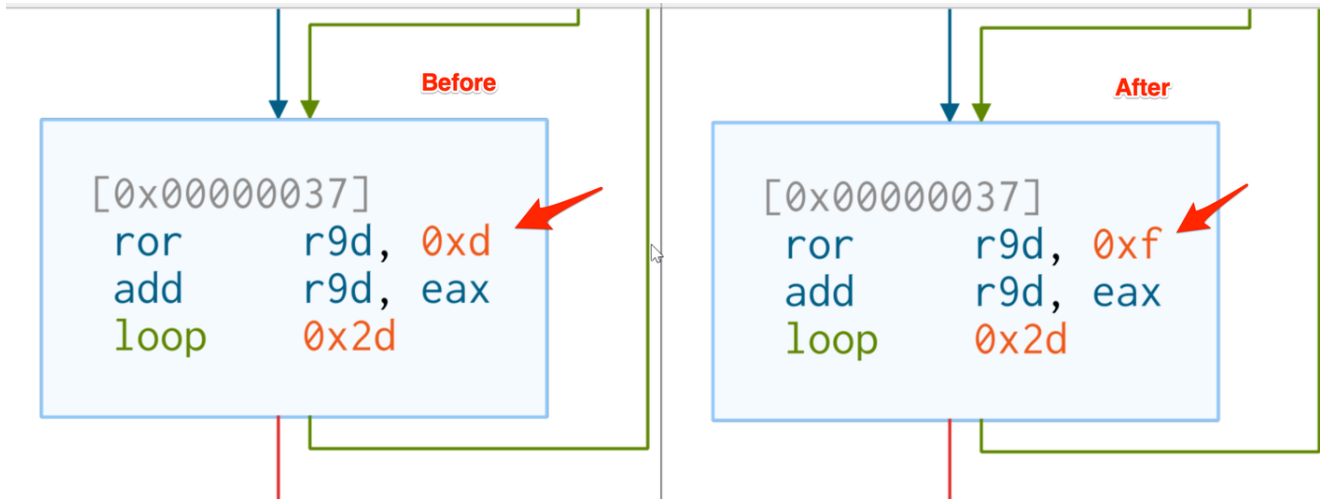 Before
[0x00000037]
ror r9d, 0xd
add r9d, eax
loop 0x2d
After
[0x00000037]
ror r9d, 0xf
add r9d, eax
loop 0x2d